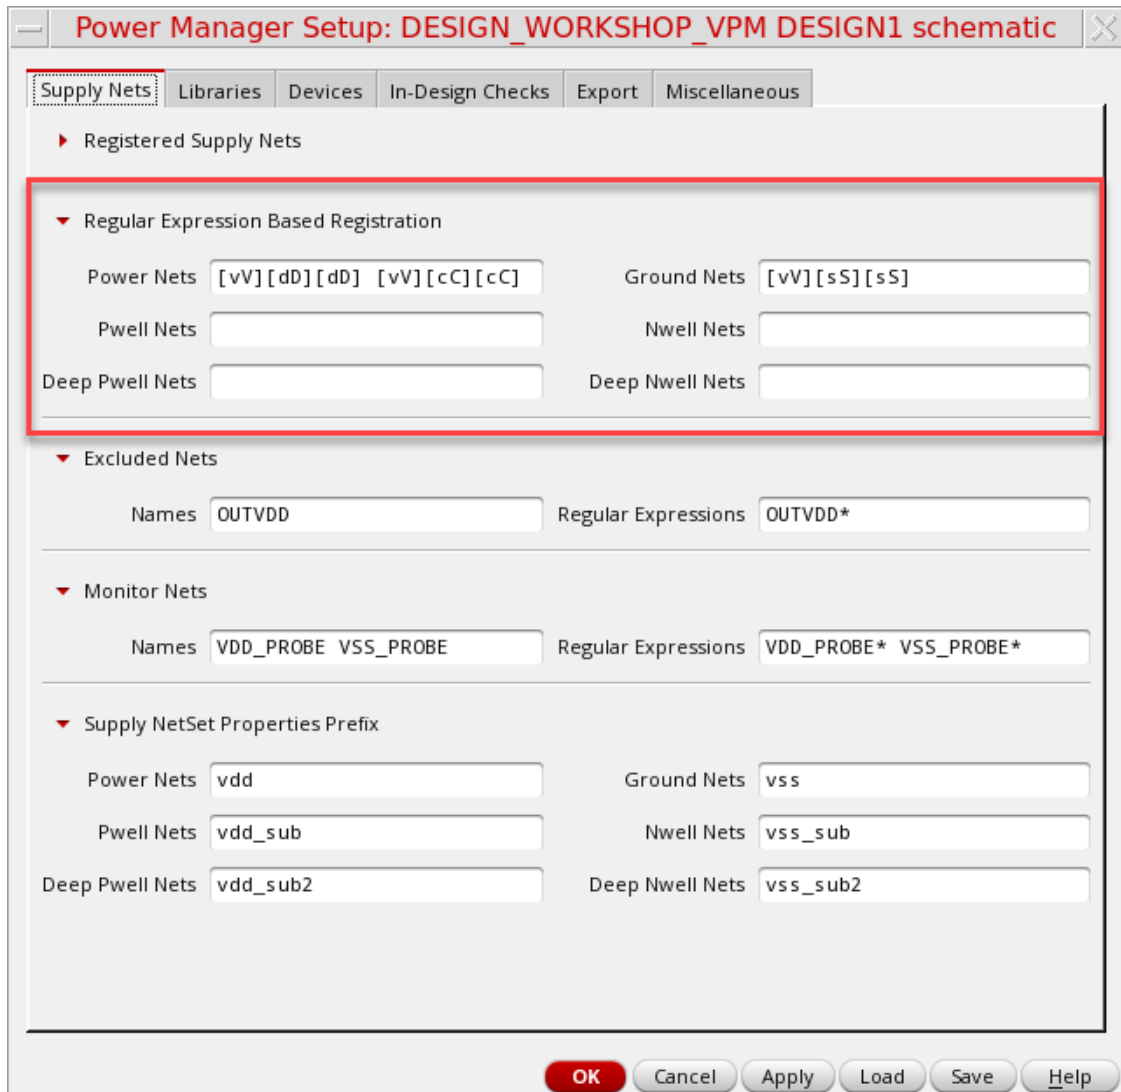 Power Manager Setup: DESIGN_WORKSHOP_VPM DESIGN1 schematic
Supply Nets Libraries Devices In-Design Checks Export Miscellaneous
Registered Supply Nets
Regular Expression Based Registration
Power Nets [vV][dD][dD] [vV][cC][cC] Ground Nets [vV][sS][sS]
Pwell Nets Nwell Nets
Deep Pwell Nets Deep Nwell Nets
Excluded Nets
Names OUTVDD Regular Expressions OUTVDD*
Monitor Nets
Names VDD_PROBE VSS_PROBE Regular Expressions VDD_PROBE* VSS_PROBE*
Supply NetSet Properties Prefix
Power Nets vdd Ground Nets vss
Pwell Nets vdd_sub Nwell Nets vss_sub
Deep Pwell Nets vdd_sub2 Deep Nwell Nets vss_sub2
OK Cancel Apply Load Save Help